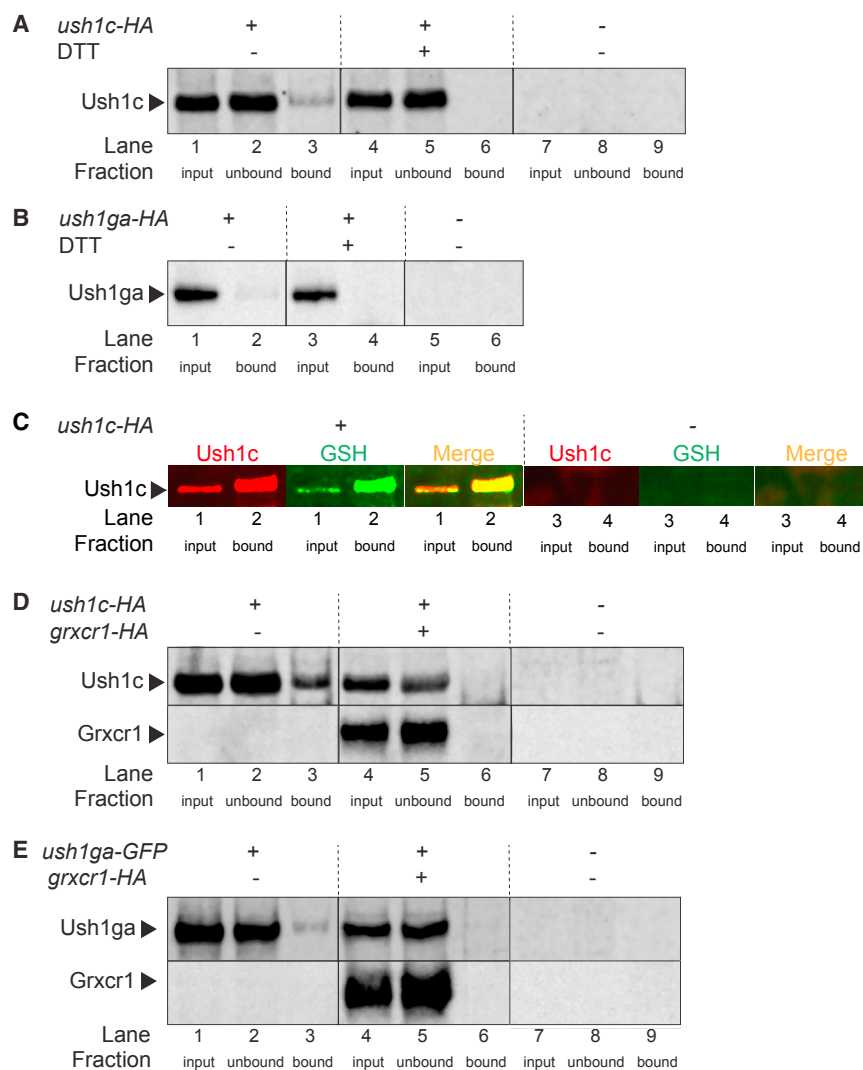 A ush1c-HA + + -
DTT - +
Ush1c
Lane 1 2 3 4 5 6 7 8 9
Fraction input unbound bound input unbound bound input unbound bound
B ush1ga-HA + + -
DTT - + -
Ush1ga
Lane 1 2 3 4 5 6
Fraction input bound input bound input bound
C ush1c-HA + -
Ush1c GSH Merge Ush1c GSH Merge
Ush1c
Lane 1 2 1 2 1 2 3 4 3 4 3 4
Fraction input bound input bound input bound input bound input bound input bound
D ush1c-HA + + -
grxcr1-HA - + -
Ush1c
Grxcr1
Lane 1 2 3 4 5 6 7 8 9
Fraction input unbound bound input unbound bound input unbound bound
E ush1ga-GFP + + -
grxcr1-HA - + -
Ush1ga
Grxcr1
Lane 1 2 3 4 5 6 7 8 9
Fraction input unbound bound input unbound bound input unbound bound